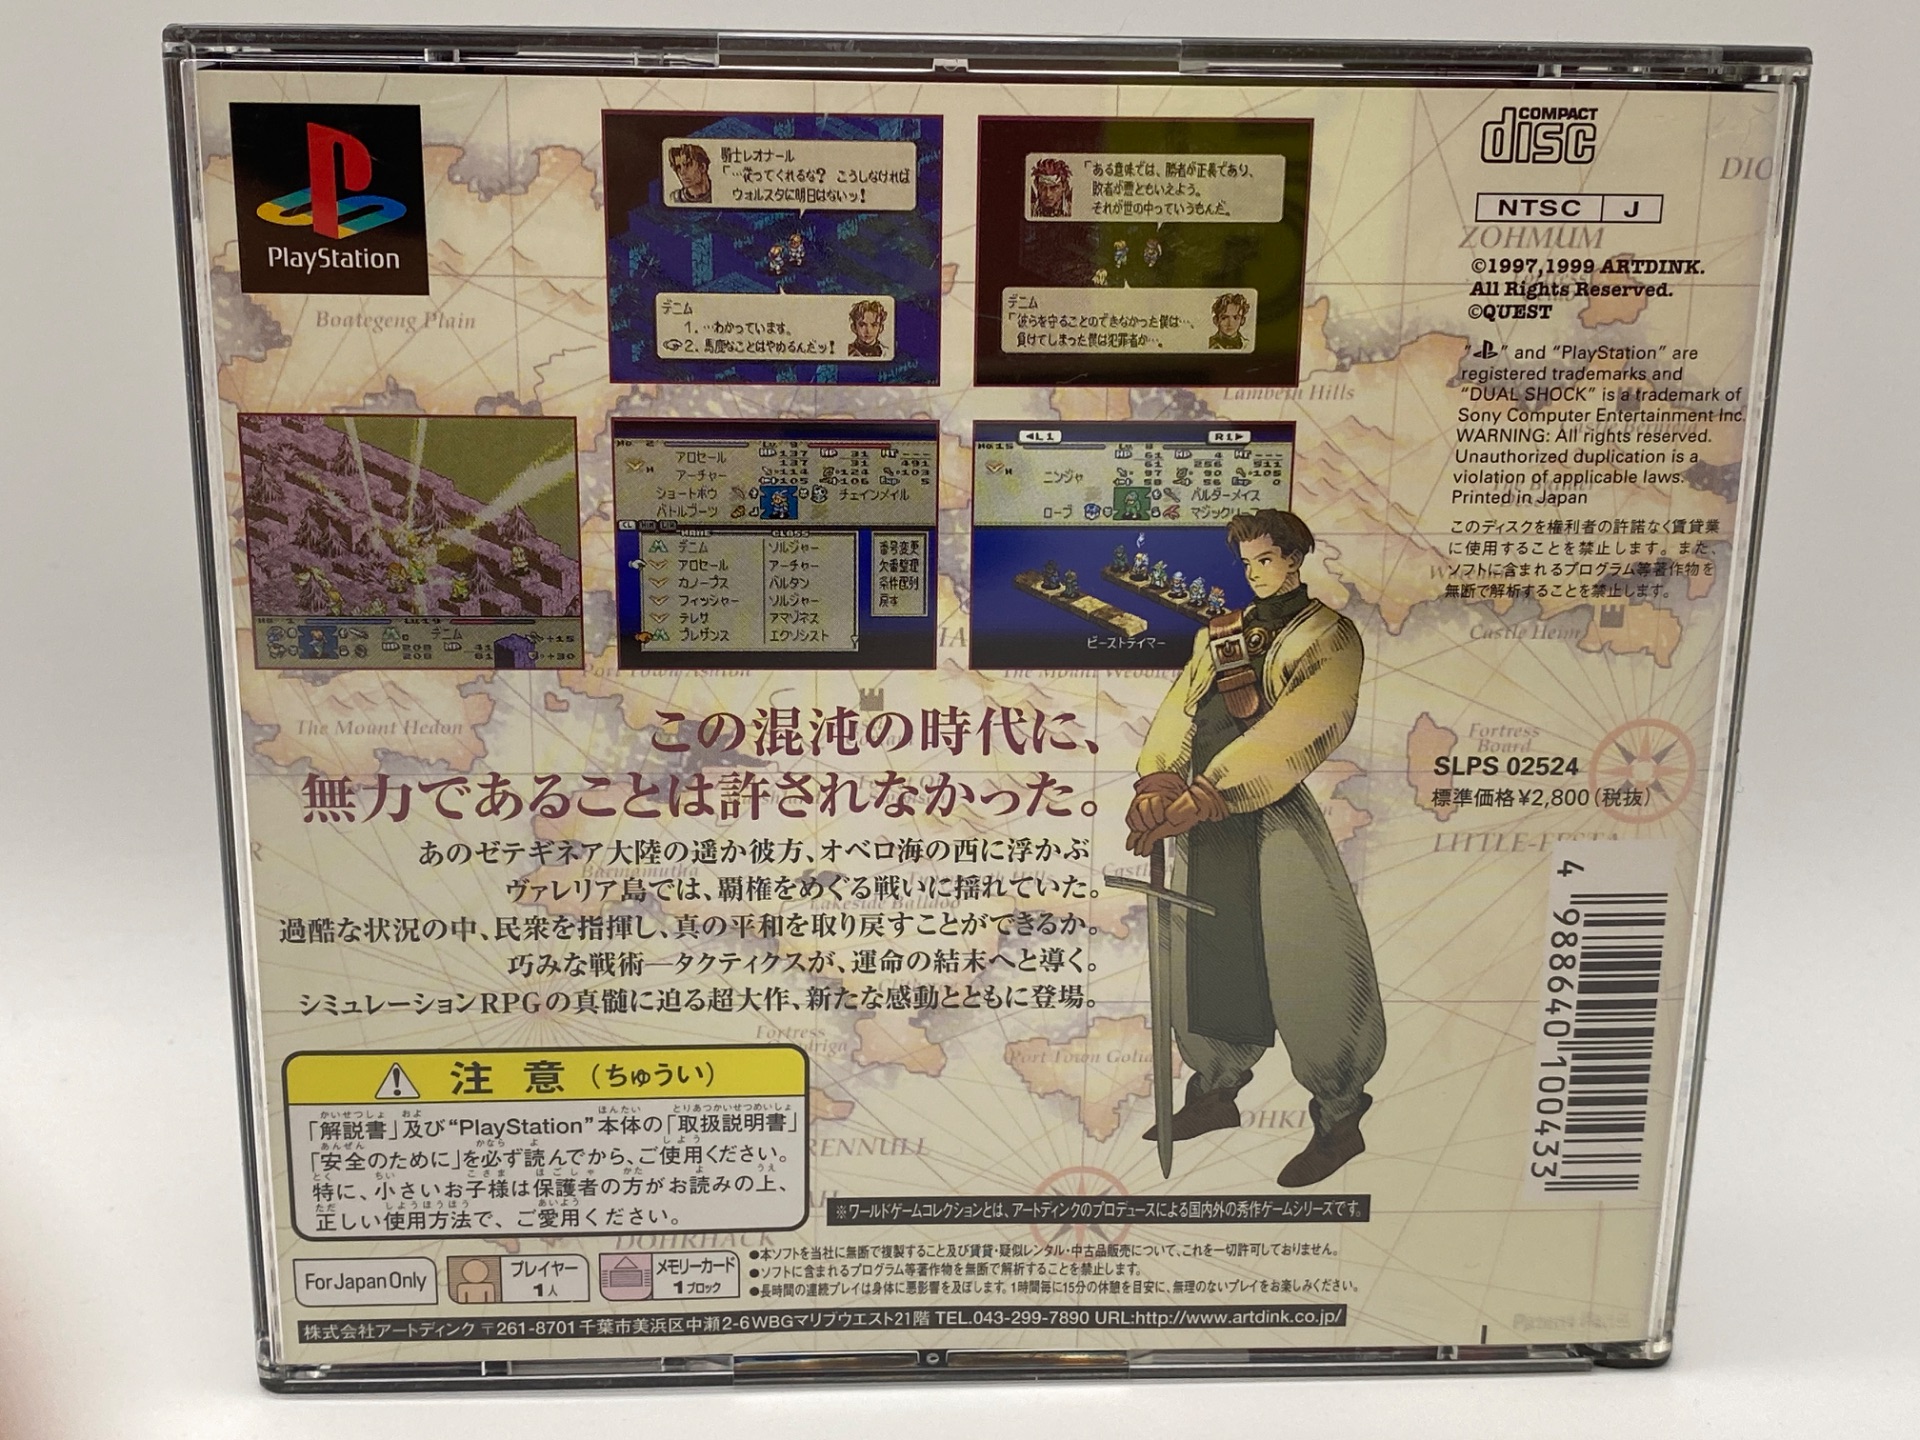 PlayStation
騎士レオナール
「…従ってくれるな? こうしなければ
ウォルスタに明日はないッ!
デニム
1. …わかっています。
2. 馬鹿なことはやめるんだッ!
「ある意味では、勝者が正義であり、
敗者が悪ともいえよう。
それが世の中っていうもんだ。
デニム
「彼らを守ることのできなかった僕は…、
負けてしまった僕は犯罪者か…。
COMPACT
disc
NTSC J
ZOHMUM
©1997,1999 ARTDINK.
All Rights Reserved.
©QUEST
" " and "PlayStation" are
registered trademarks and
"DUAL SHOCK" is a trademark of
Sony Computer Entertainment Inc.
WARNING: All rights reserved.
Unauthorized duplication is a
violation of applicable laws.
Printed in Japan
このディスクを権利者の許諾なく賃貸業
に使用することを禁止します。また、
ソフトに含まれるプログラム等著作物を
無断で解析することを禁止します。
Boategeng Plain
Lambeth Hills
デニム
アロセール
アーチャー
ショートボウ チェインメイル
バトルブーツ
NAME CLASS
デニム ソルジャー
アロセール アーチャー
カノープス バルタン
フィッシャー ソルジャー
テレサ アマゾネス
プレザンス エクソシスト
番号変更
欠番整理
条件配列
戻す
L1 R1
ニンジャ
バルダーメイス
ローブ マジックリーフ
ビーストテイマー
Castle Heim
The Mount Hedon
Fortress
Board
この混沌の時代に、
無力であることは許されなかった。
あのゼテギネア大陸の遥か彼方、オベロ海の西に浮かぶ
ヴァレリア島では、覇権をめぐる戦いに揺れていた。
過酷な状況の中、民衆を指揮し、真の平和を取り戻すことができるか。
巧みな戦術—タクティクスが、運命の結末へと導く。
シミュレーションRPGの真髄に迫る超大作、新たな感動とともに登場。
SLPS 02524
標準価格¥2,800(税抜)
4 988640 100433
Port Town Golia
注意(ちゅうい)
「解説書」及び"PlayStation"本体の「取扱説明書」
「安全のために」を必ず読んでから、ご使用ください。
特に、小さいお子様は保護者の方がお読みの上、
正しい使用方法で、ご愛用ください。
※ワールドゲームコレクションとは、アートディンクのプロデュースによる国内外の秀作ゲームシリーズです。
For Japan Only
プレイヤー
1人
メモリーカード
1ブロック
●本ソフトを当社に無断で複製すること及び賃貸・疑似レンタル・中古品販売について、これを一切許可しておりません。
●ソフトに含まれるプログラム等著作物を無断で解析することを禁止します。
●長時間の連続プレイは身体に悪影響を及ぼします。1時間毎に15分の休憩を目安に、無理のないプレイをお楽しみください。
株式会社アートディンク 〒261-8701 千葉市美浜区中瀬2-6 WBGマリブウエスト21階 TEL.043-299-7890 URL:http://www.artdink.co.jp/